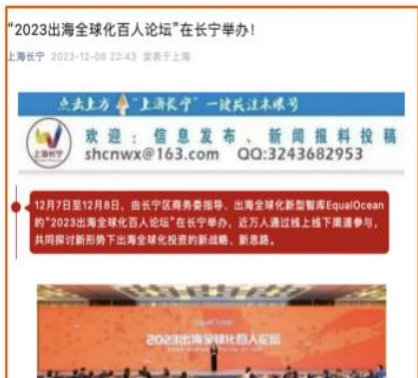 “2023出海全球化百人论坛”在长宁举办！
上海长宁 2023-12-08 22:43 发表于上海
点击上方 “上海长宁” 一键关注本账号
上海长宁
欢迎：信息发布、新闻报料投稿
shcnwx@163.com QQ:3243682953
12月7日至12月8日，由长宁区商务委指导、出海全球化新型智库EqualOcean
的“2023出海全球化百人论坛”在长宁举办，近万人通过线上线下渠道参与，
共同探讨新形势下出海全球化投资的新战略、新思路。
EqualOcean
2023出海全球化百人论坛